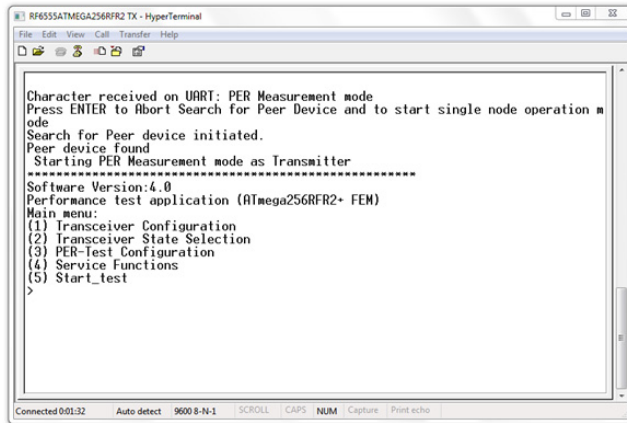 RF6555ATMEGA256RFR2 TX - HyperTerminal
File Edit View Call Transfer Help
Character received on UART: PER Measurement mode
Press ENTER to Abort Search for Peer Device and to start single node operation m
ode
Search for Peer device initiated.
Peer device found
Starting PER Measurement mode as Transmitter
******************************************************
Software Version:4.0
Performance test application (ATmega256RFR2+ FEM)
Main menu:
(1) Transceiver Configuration
(2) Transceiver State Selection
(3) PER-Test Configuration
(4) Service Functions
(5) Start_test
>
Connected 0:01:32 Auto detect 9600 8-N-1 SCROLL CAPS NUM Capture Print echo